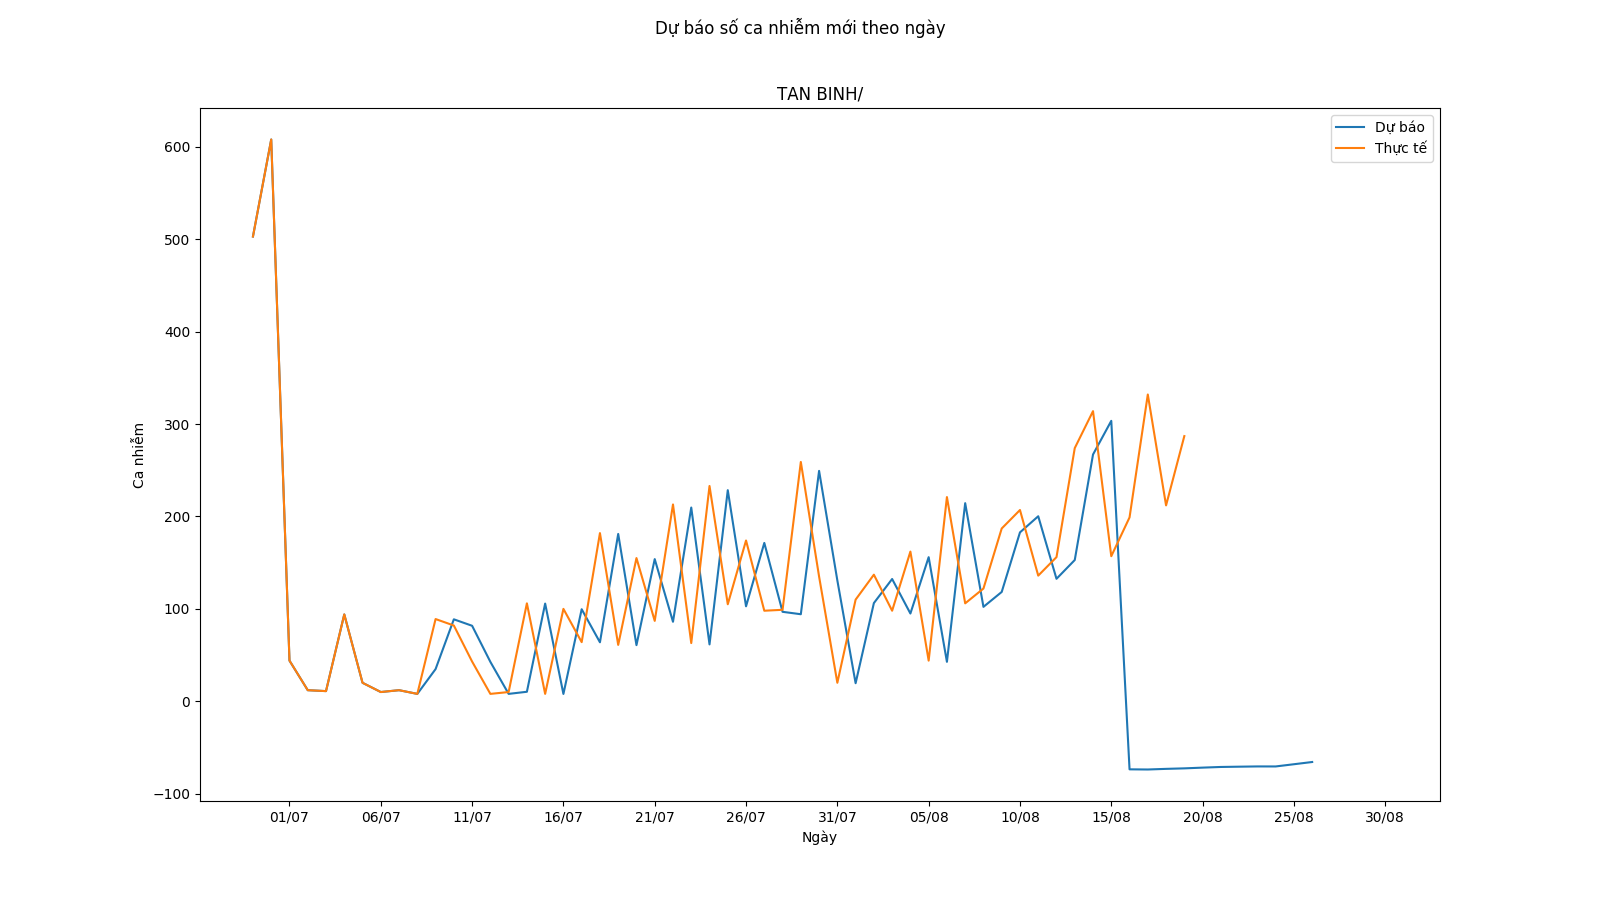 Dự báo số ca nhiễm mới theo ngày
TAN BINH/
Dự báo
Thực tế
600
500
400
300
200
100
0
−100
Ca nhiễm
01/07 06/07 11/07 16/07 21/07 26/07 31/07 05/08 10/08 15/08 20/08 25/08 30/08
Ngày